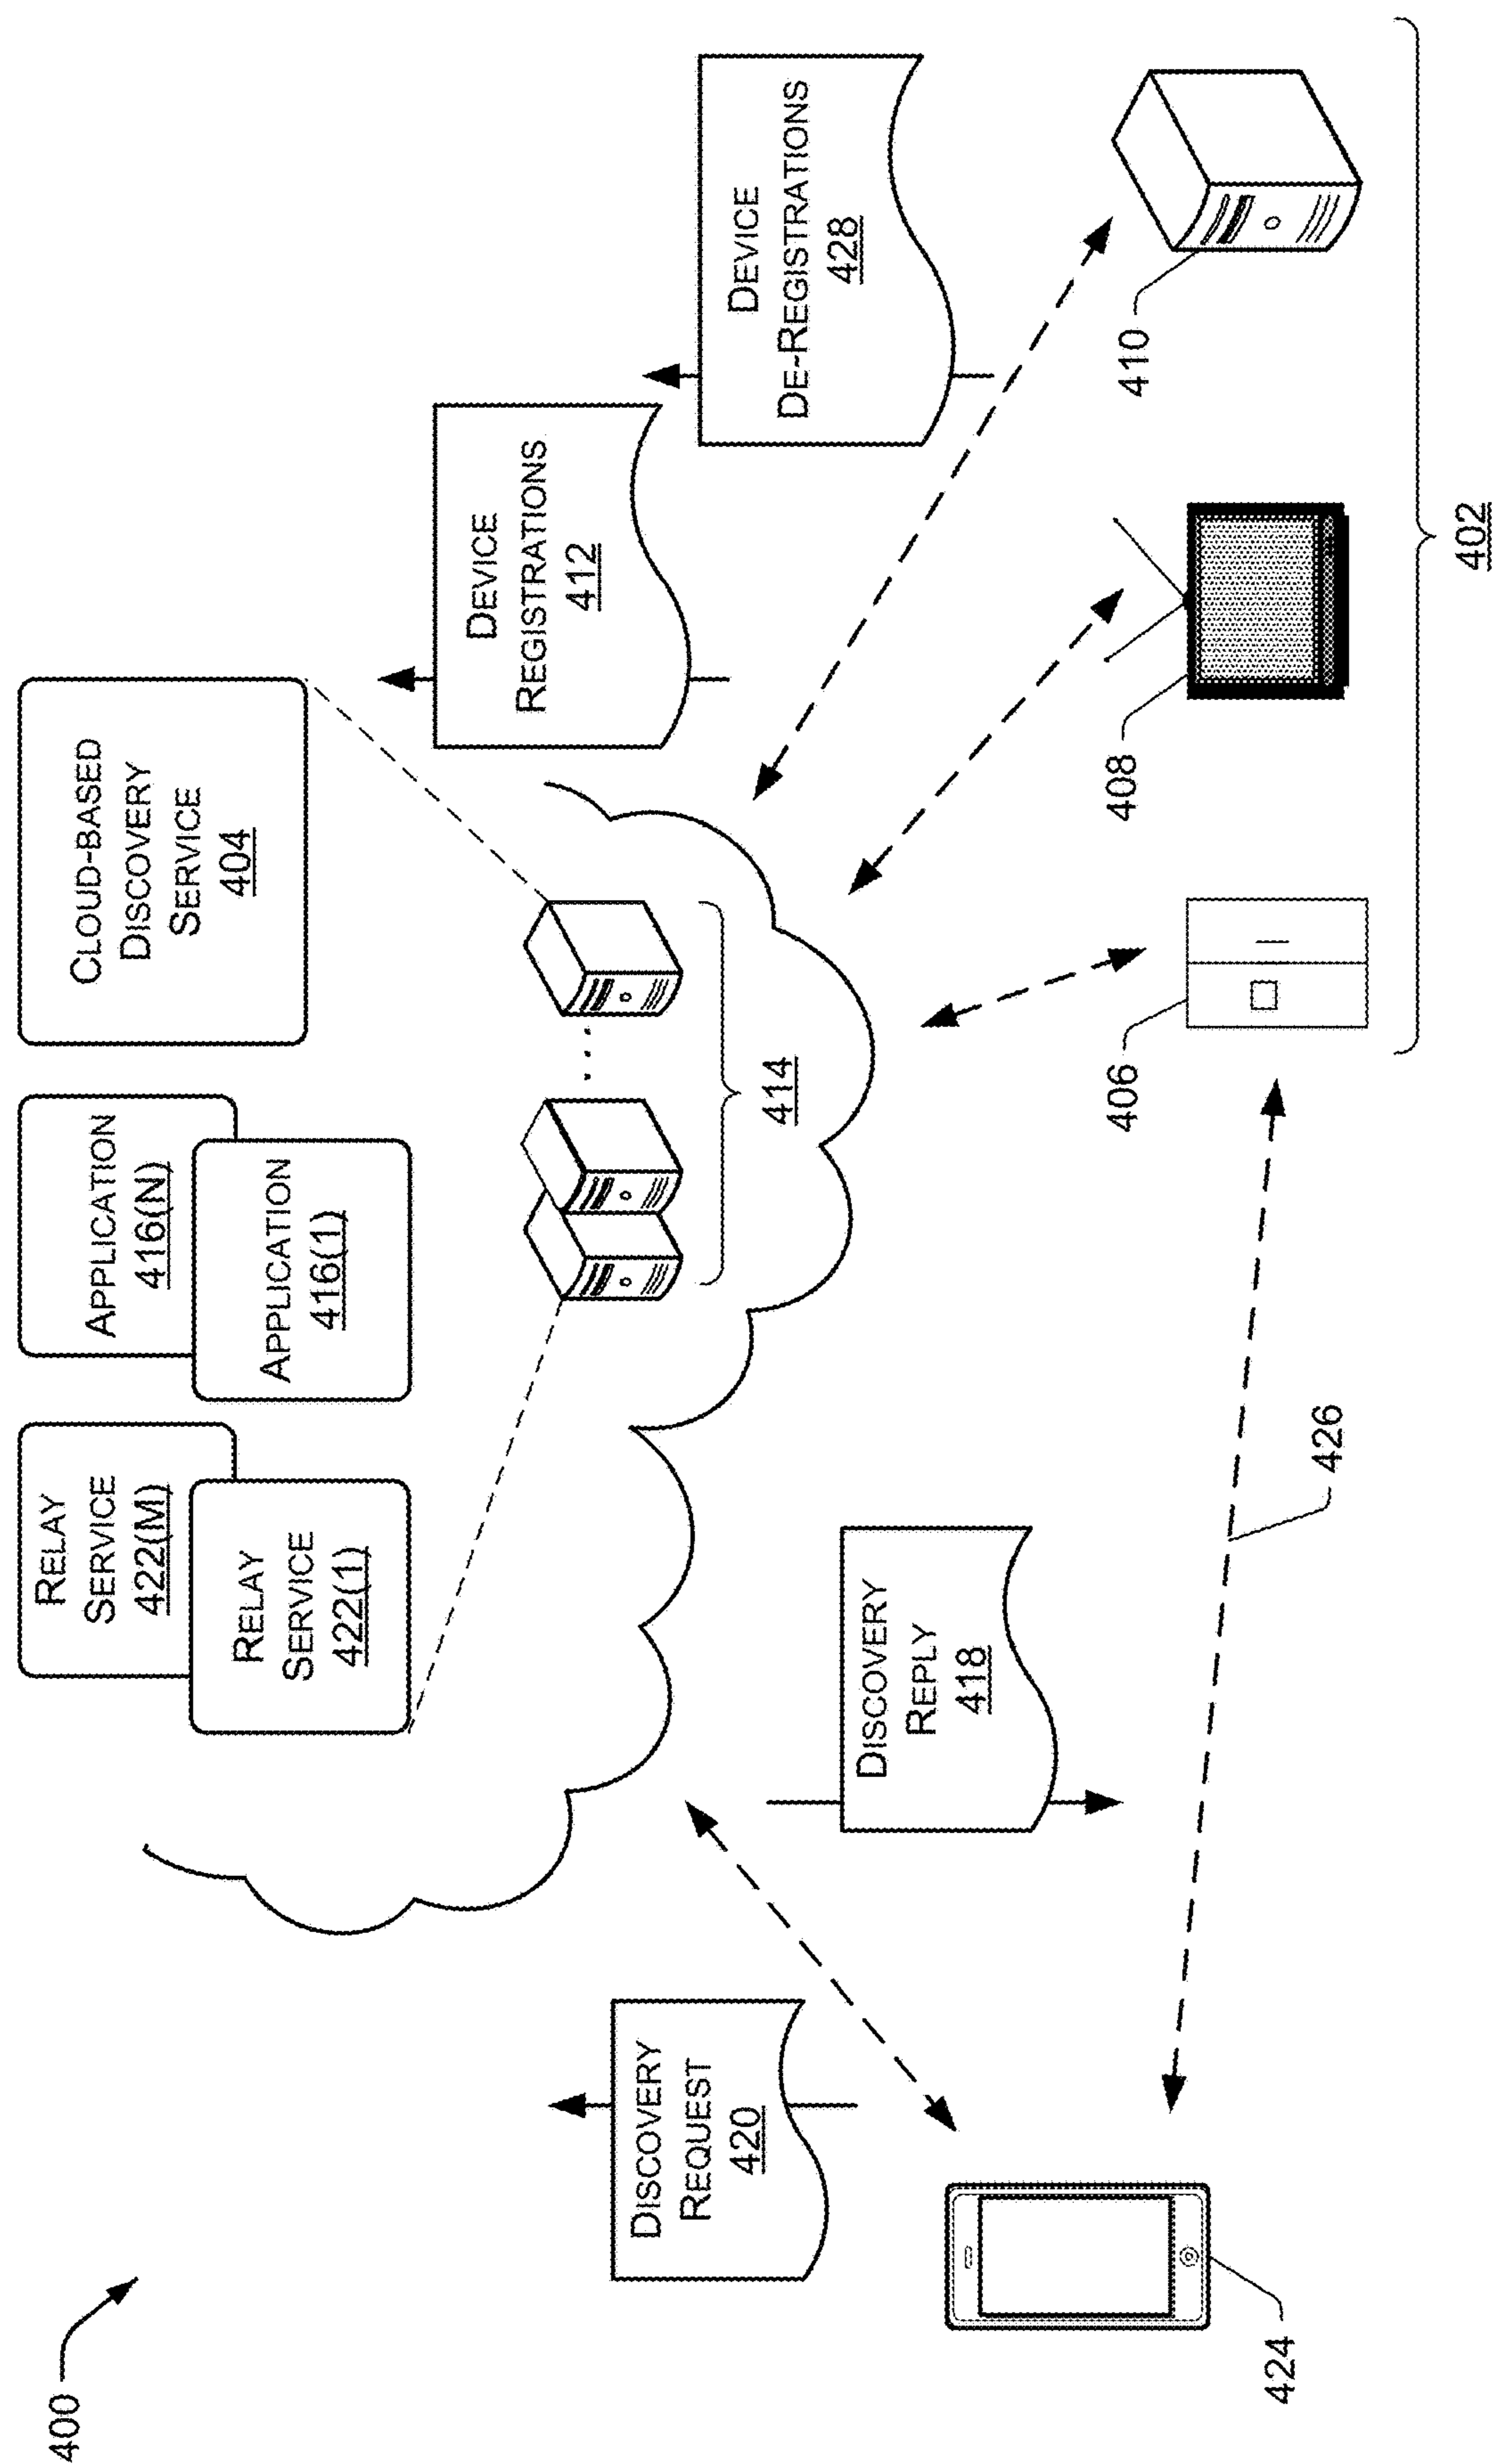 400
RELAY
SERVICE
422(M)
RELAY
SERVICE
422(1)
APPLICATION
416(N)
APPLICATION
416(1)
CLOUD-BASED
DISCOVERY
SERVICE
404
414
DEVICE
REGISTRATIONS
412
DEVICE
DE-REGISTRATIONS
428
DISCOVERY
REQUEST
420
DISCOVERY
REPLY
418
424
426
406
408
410
402